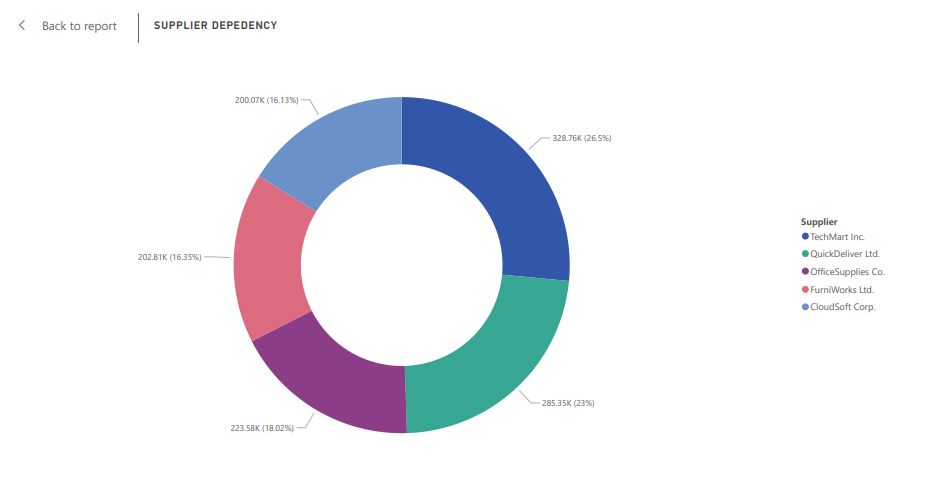 Back to report
SUPPLIER DEPEDENCY
200.07K (16.13%)
328.76K (26.5%)
202.81K (16.35%)
285.35K (23%)
223.58K (18.02%)
Supplier
TechMart Inc.
QuickDeliver Ltd.
OfficeSupplies Co.
FurniWorks Ltd.
CloudSoft Corp.